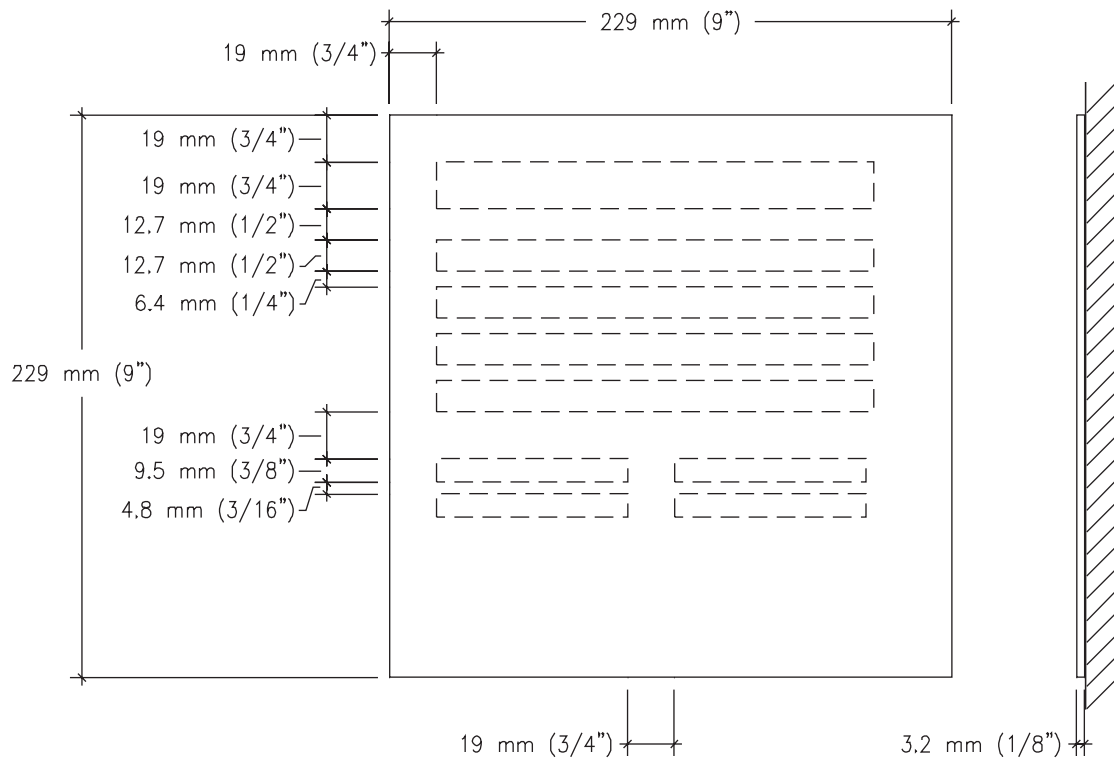 229 mm (9")
19 mm (3/4")
19 mm (3/4")
19 mm (3/4")
12.7 mm (1/2")
12.7 mm (1/2")
6.4 mm (1/4")
229 mm (9")
19 mm (3/4")
9.5 mm (3/8")
4.8 mm (3/16")
19 mm (3/4")
3.2 mm (1/8")